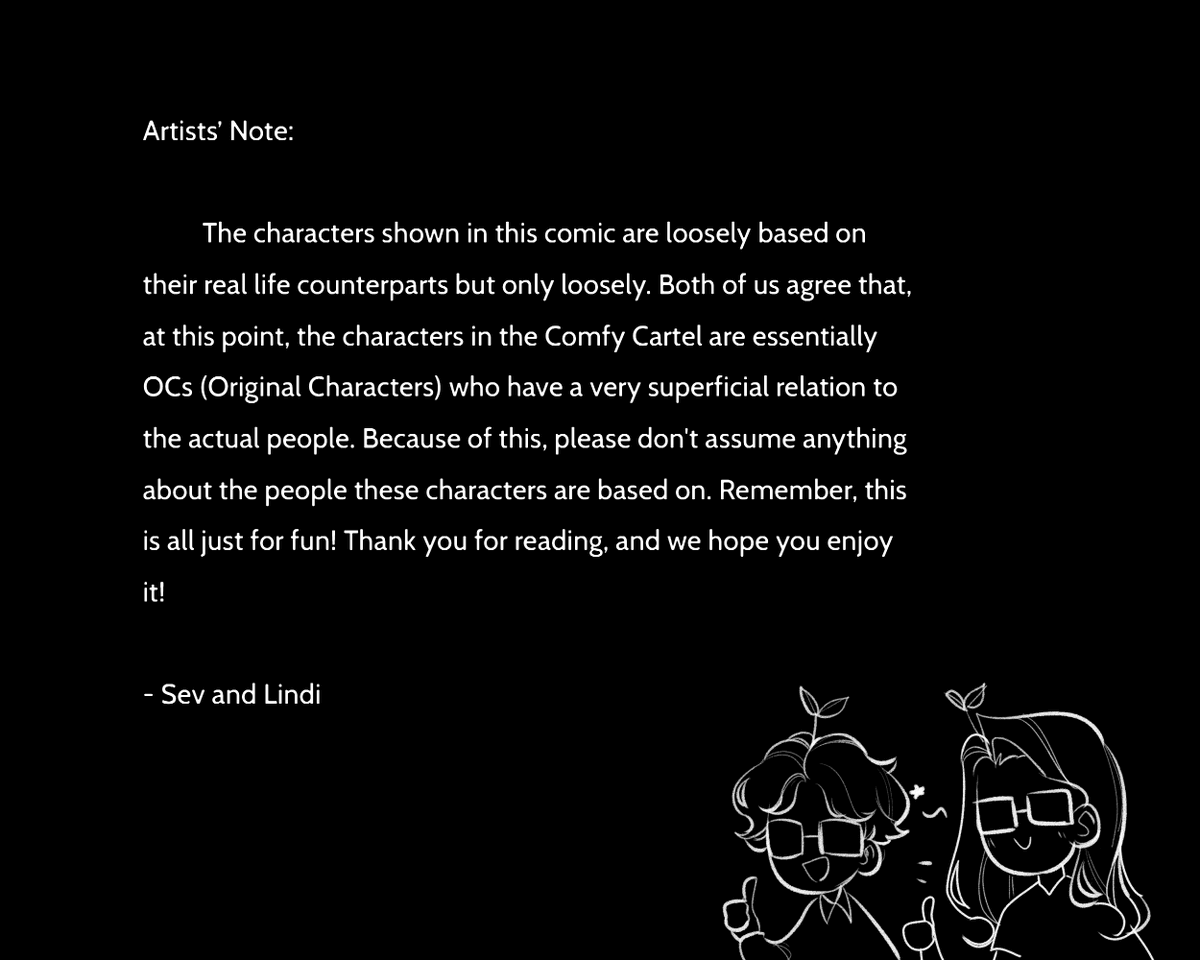 Artists’ Note:
The characters shown in this comic are loosely based on
their real life counterparts but only loosely. Both of us agree that,
at this point, the characters in the Comfy Cartel are essentially
OCs (Original Characters) who have a very superficial relation to
the actual people. Because of this, please don't assume anything
about the people these characters are based on. Remember, this
is all just for fun! Thank you for reading, and we hope you enjoy
it!
- Sev and Lindi